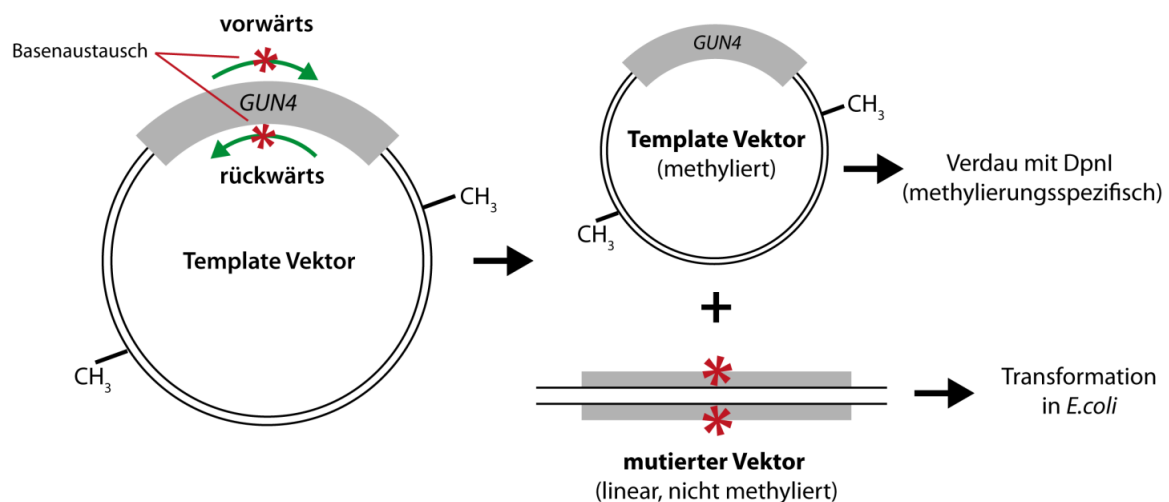 vorwärts
Basenaustausch
GUN4
rückwärts
CH3
Template Vektor
CH3
GUN4
CH3
Template Vektor
(methyliert)
CH3
Verdau mit DpnI
(methylierungsspezifisch)
+
mutierter Vektor
(linear, nicht methyliert)
Transformation
in E.coli